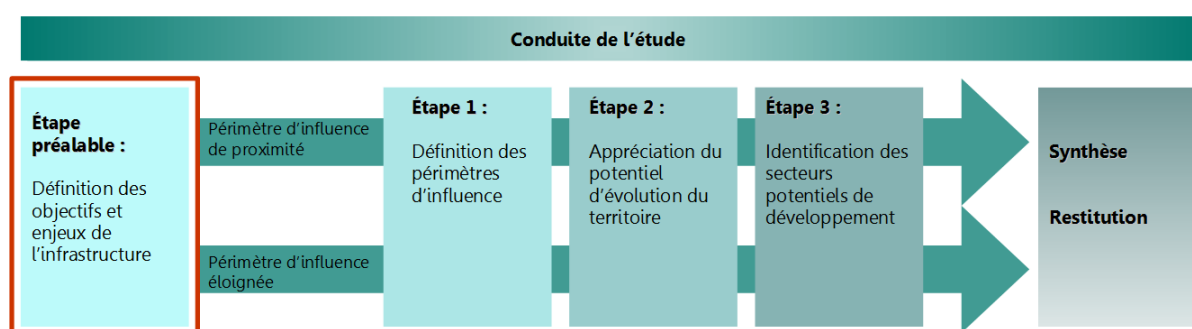 Conduite de l’étude
Étape
préalable :
Définition des
objectifs et
enjeux de
l’infrastructure
Périmètre d’influence
de proximité
Périmètre d’influence
éloignée
Étape 1 :
Définition des
périmètres
d’influence
Étape 2 :
Appréciation du
potentiel
d’évolution du
territoire
Étape 3 :
Identification des
secteurs
potentiels de
développement
Synthèse
Restitution